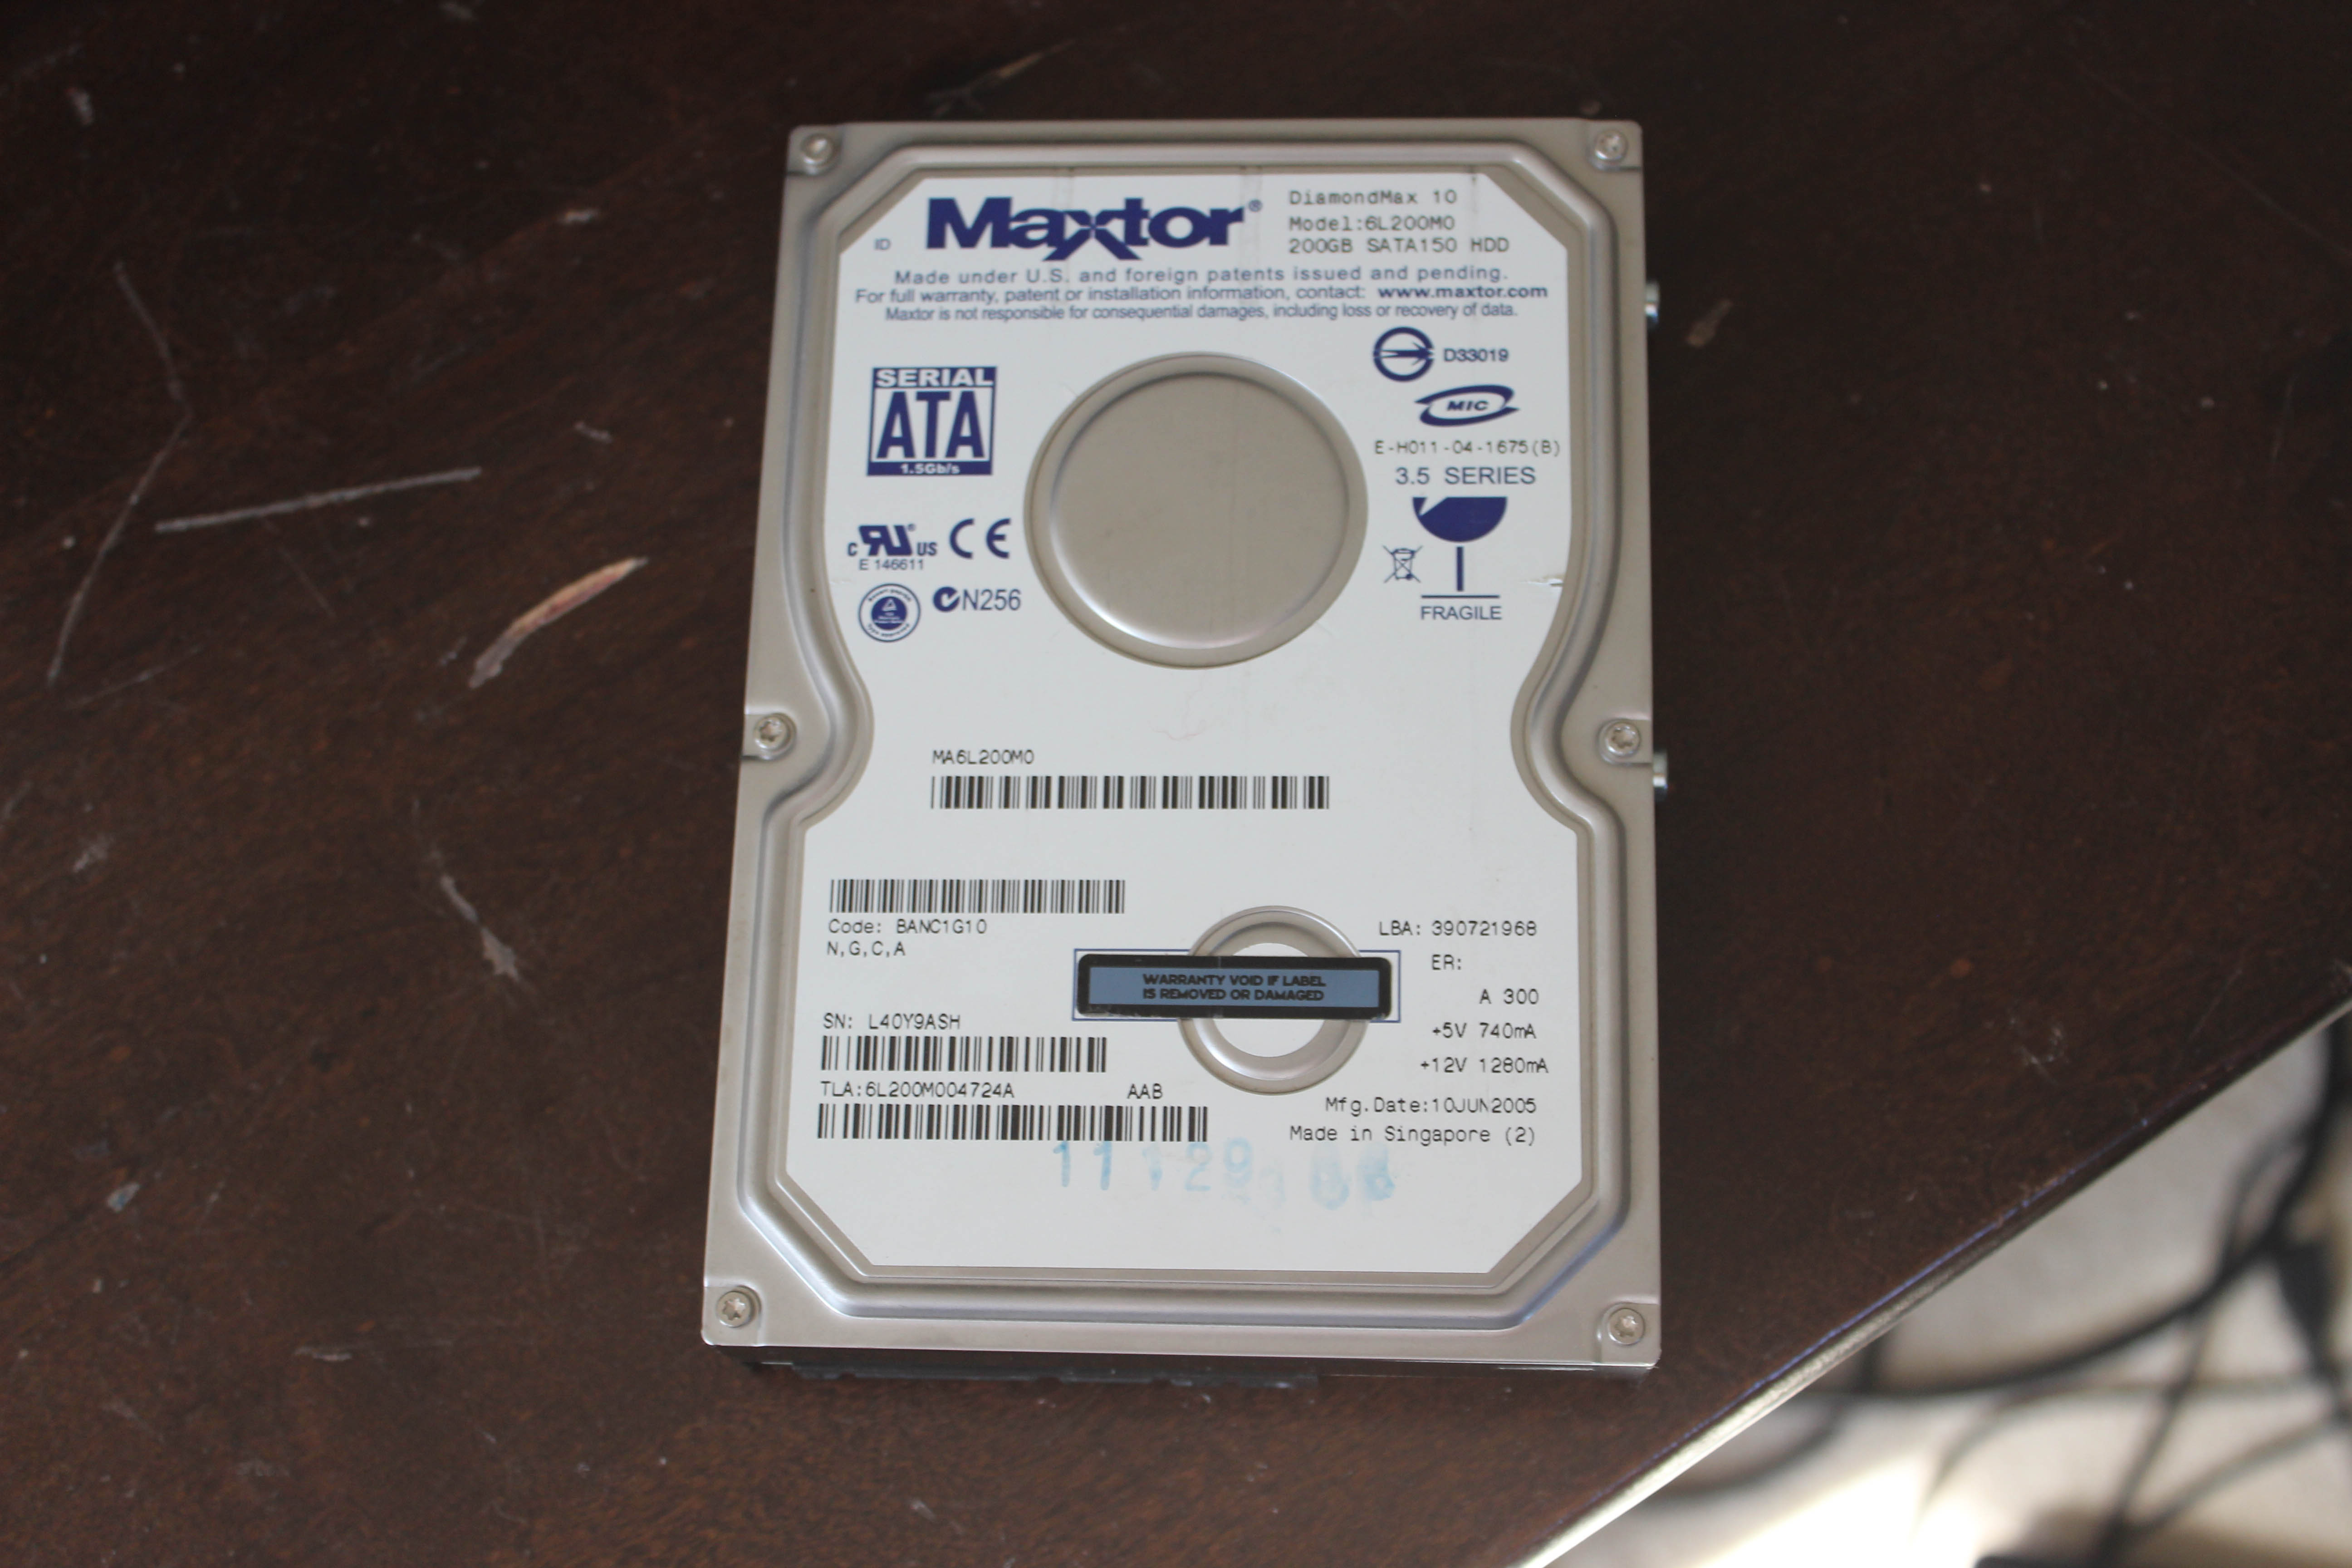 Maxtor®
DiamondMax 10
Model:6L200M0
200GB SATA150 HDD
ID
Made under U.S. and foreign patents issued and pending.
For full warranty, patent or installation information, contact: www.maxtor.com
Maxtor is not responsible for consequential damages, including loss or recovery of data.
SERIAL
ATA
1.5Gb/s
D33019
MIC
E-H011-04-1675(B)
3.5 SERIES
C RU® US CE
E 146611
N256
FRAGILE
MA6L200M0
Code: BANC1G10
N,G,C,A
LBA: 390721968
ER:
WARRANTY VOID IF LABEL
IS REMOVED OR DAMAGED
A 300
+5V 740mA
+12V 1280mA
SN: L40Y9ASH
TLA:6L200M004724A AAB
Mfg.Date:10JUN2005
Made in Singapore (2)